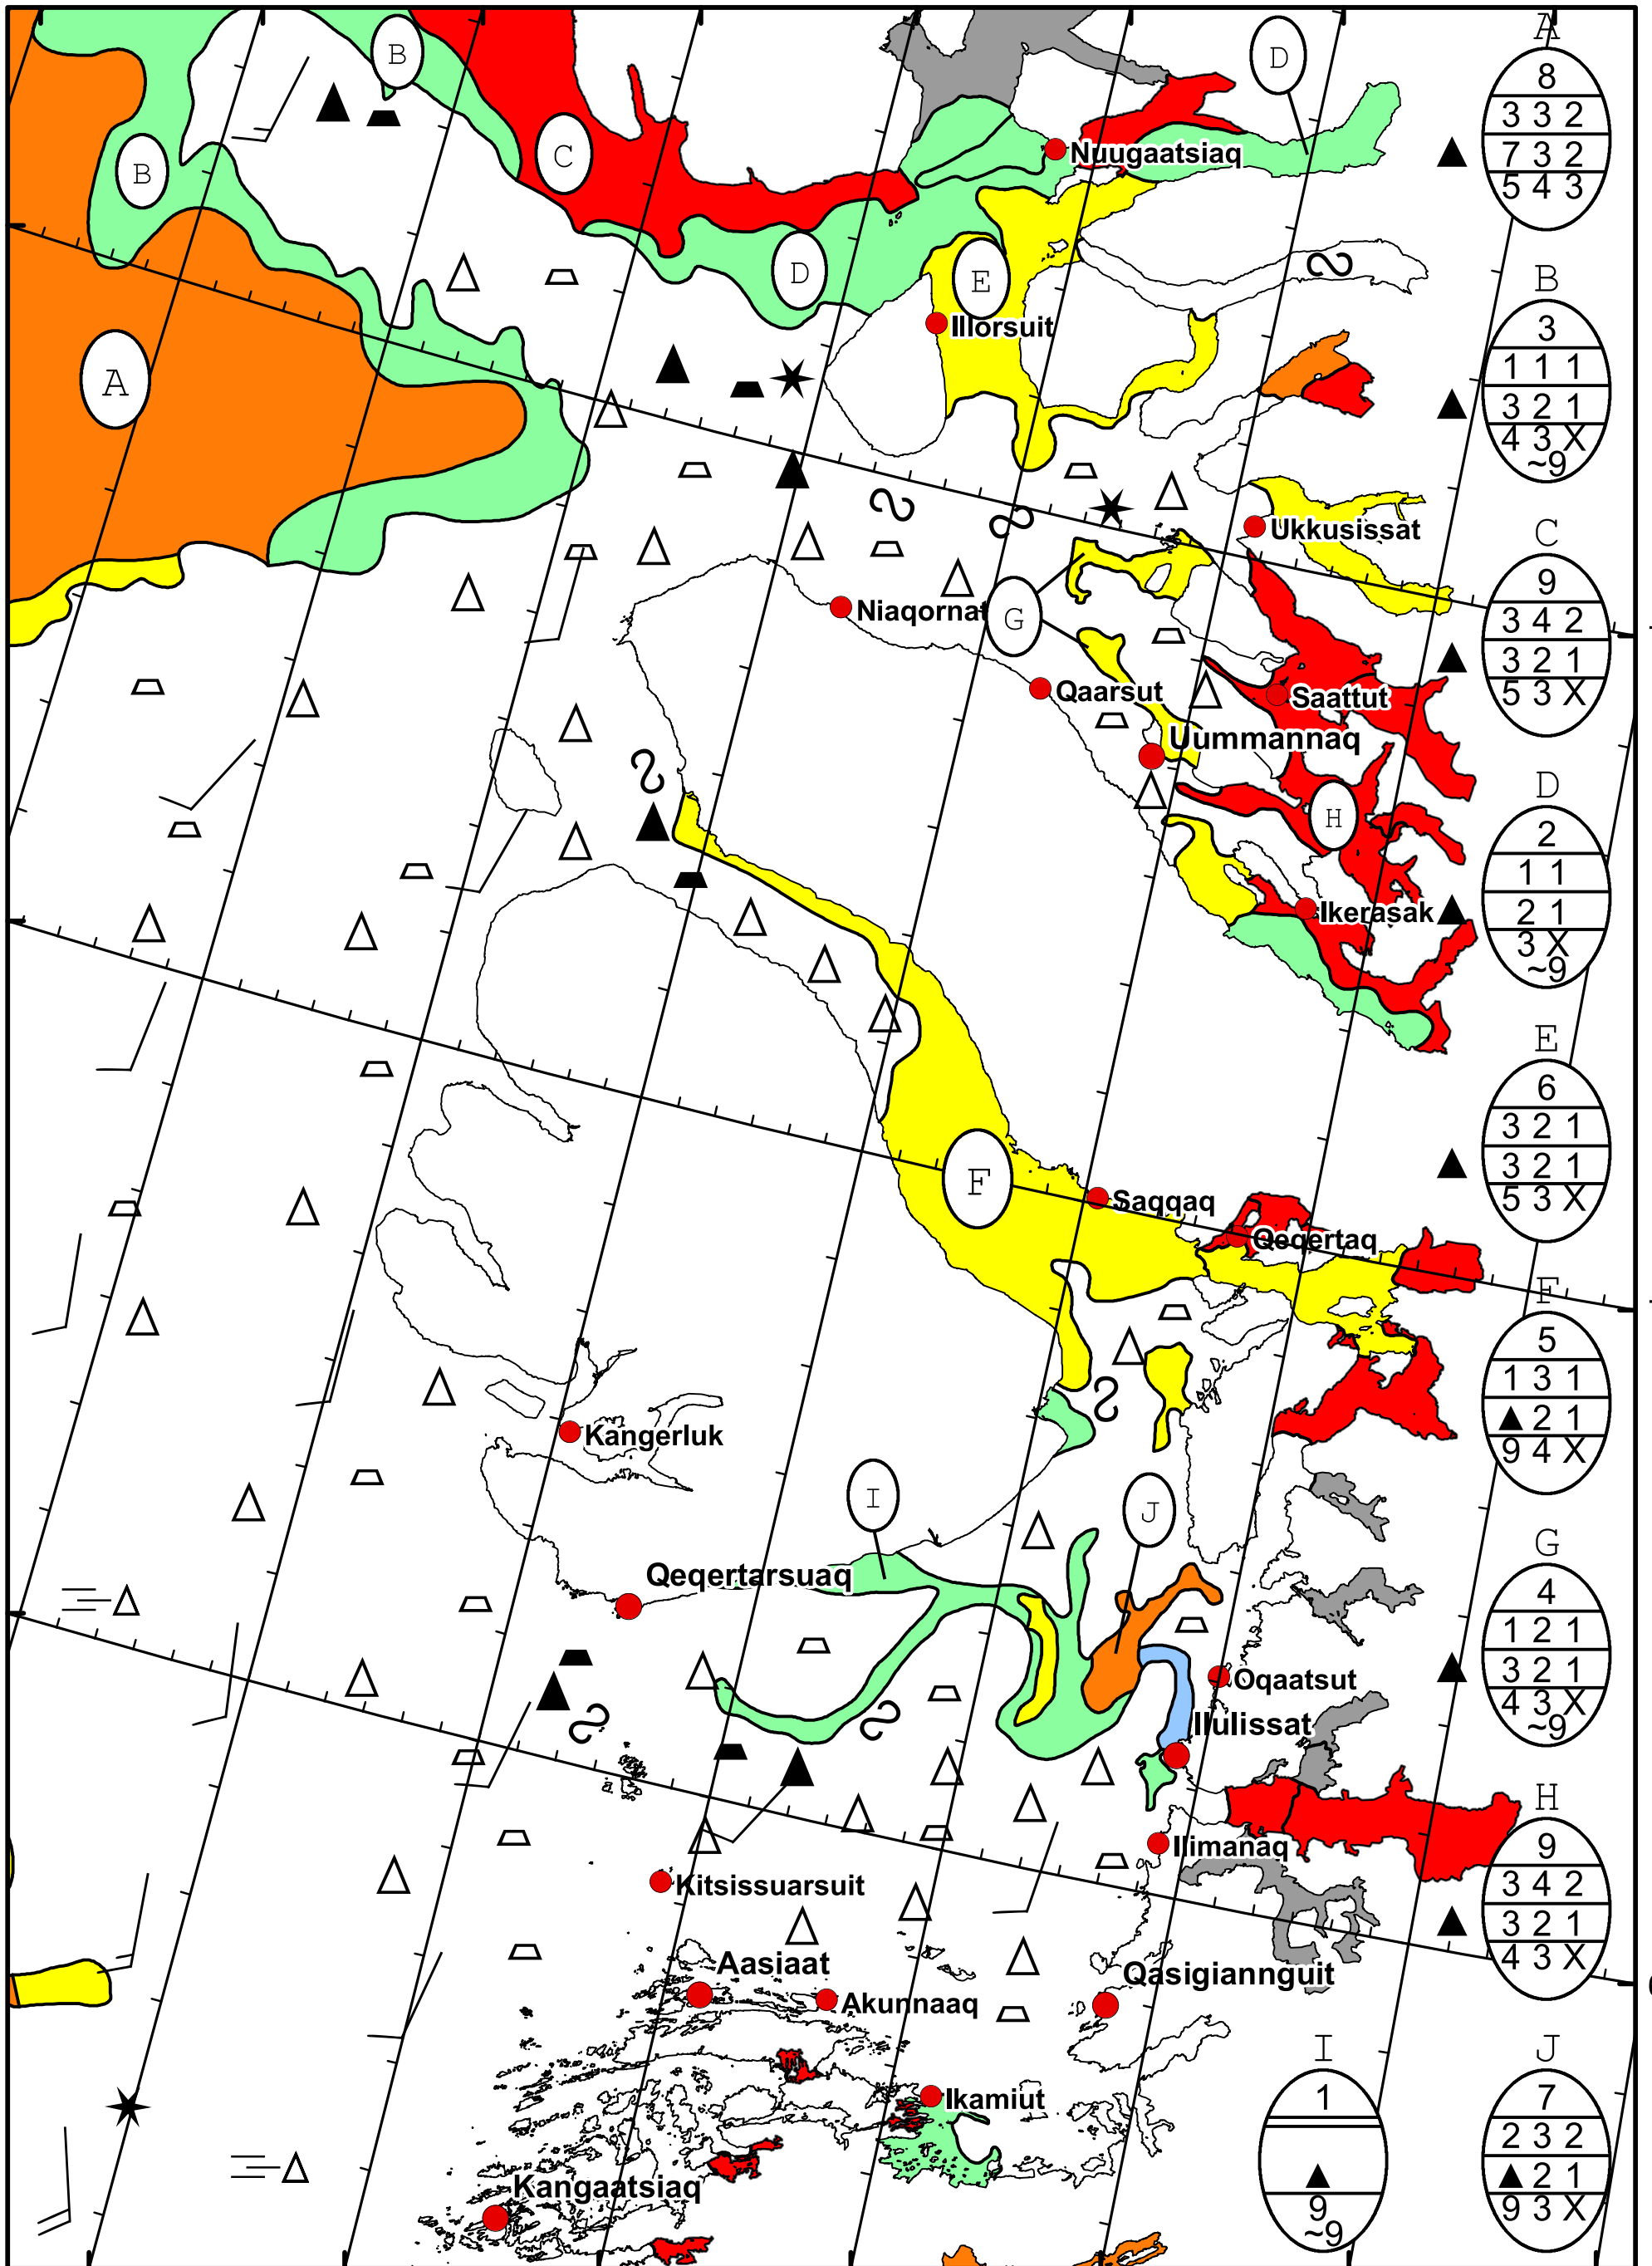 A
8
3 3 2
7 3 2
5 4 3
B
3
1 1 1
3 2 1
4 3 X
~9
C
9
3 4 2
3 2 1
5 3 X
D
2
1 1
2 1
3 X
~9
E
6
3 2 1
3 2 1
5 3 X
F
5
1 3 1
▲ 2 1
9 4 X
G
4
1 2 1
3 2 1
4 3 X
~9
H
9
3 4 2
3 2 1
4 3 X
I
1
▲
9
~9
J
7
2 3 2
▲ 2 1
9 3 X
B
D
B
C
Nuugaatsiaq
D
E
Illorsuit
A
Ukkusissat
Niaqornat
G
Qaarsut
Saattut
Uummannaq
H
Ikerasak
F
Saqqaq
Qeqertaq
Kangerluk
I
J
Qeqertarsuaq
Oqaatsut
Ilulissat
Ilimanaq
Kitsissuarsuit
Aasiaat
Qasigiannguit
Akunnaaq
Ikamiut
Kangaatsiaq